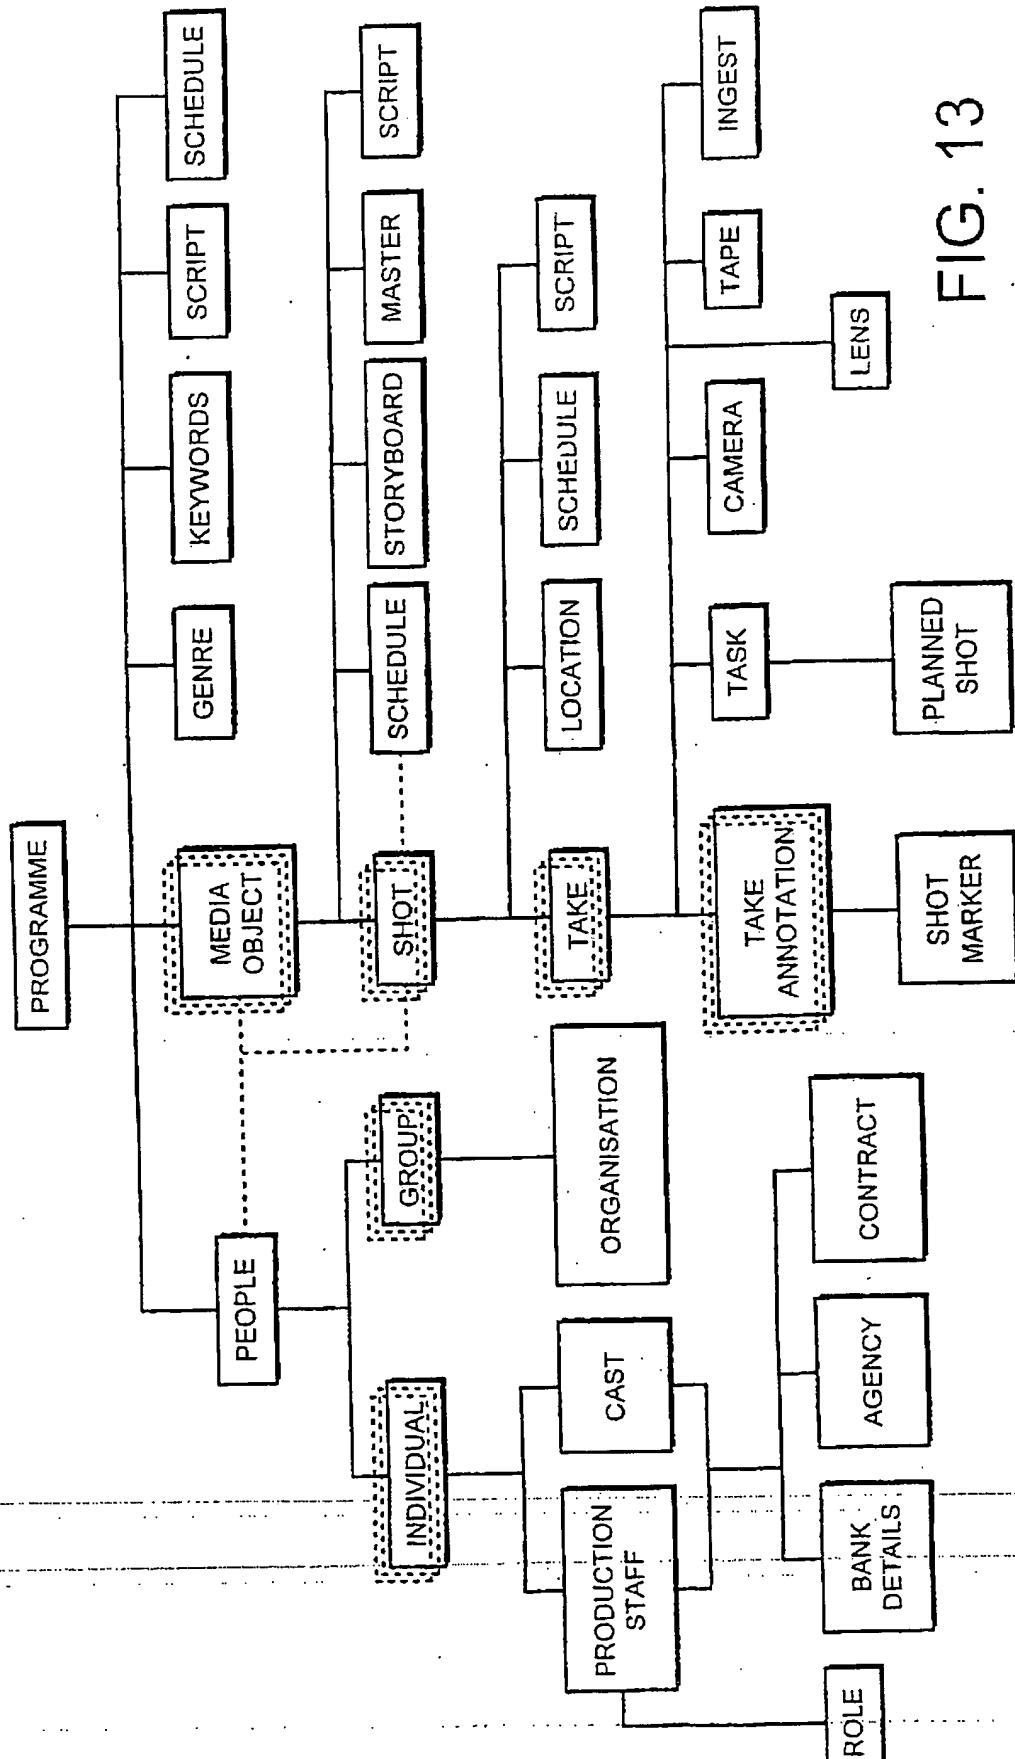 PROGRAMME
PEOPLE
MEDIA
OBJECT
GENRE
KEYWORDS
SCRIPT
SCHEDULE
INDIVIDUAL
GROUP
SHOT
SCHEDULE
STORYBOARD
MASTER
SCRIPT
PRODUCTION
STAFF
CAST
ORGANISATION
TAKE
LOCATION
SCHEDULE
SCRIPT
ROLE
BANK
DETAILS
AGENCY
CONTRACT
TAKE
ANNOTATION
TASK
CAMERA
LENS
TAPE
INGEST
SHOT
MARKER
PLANNED
SHOT
FIG. 13